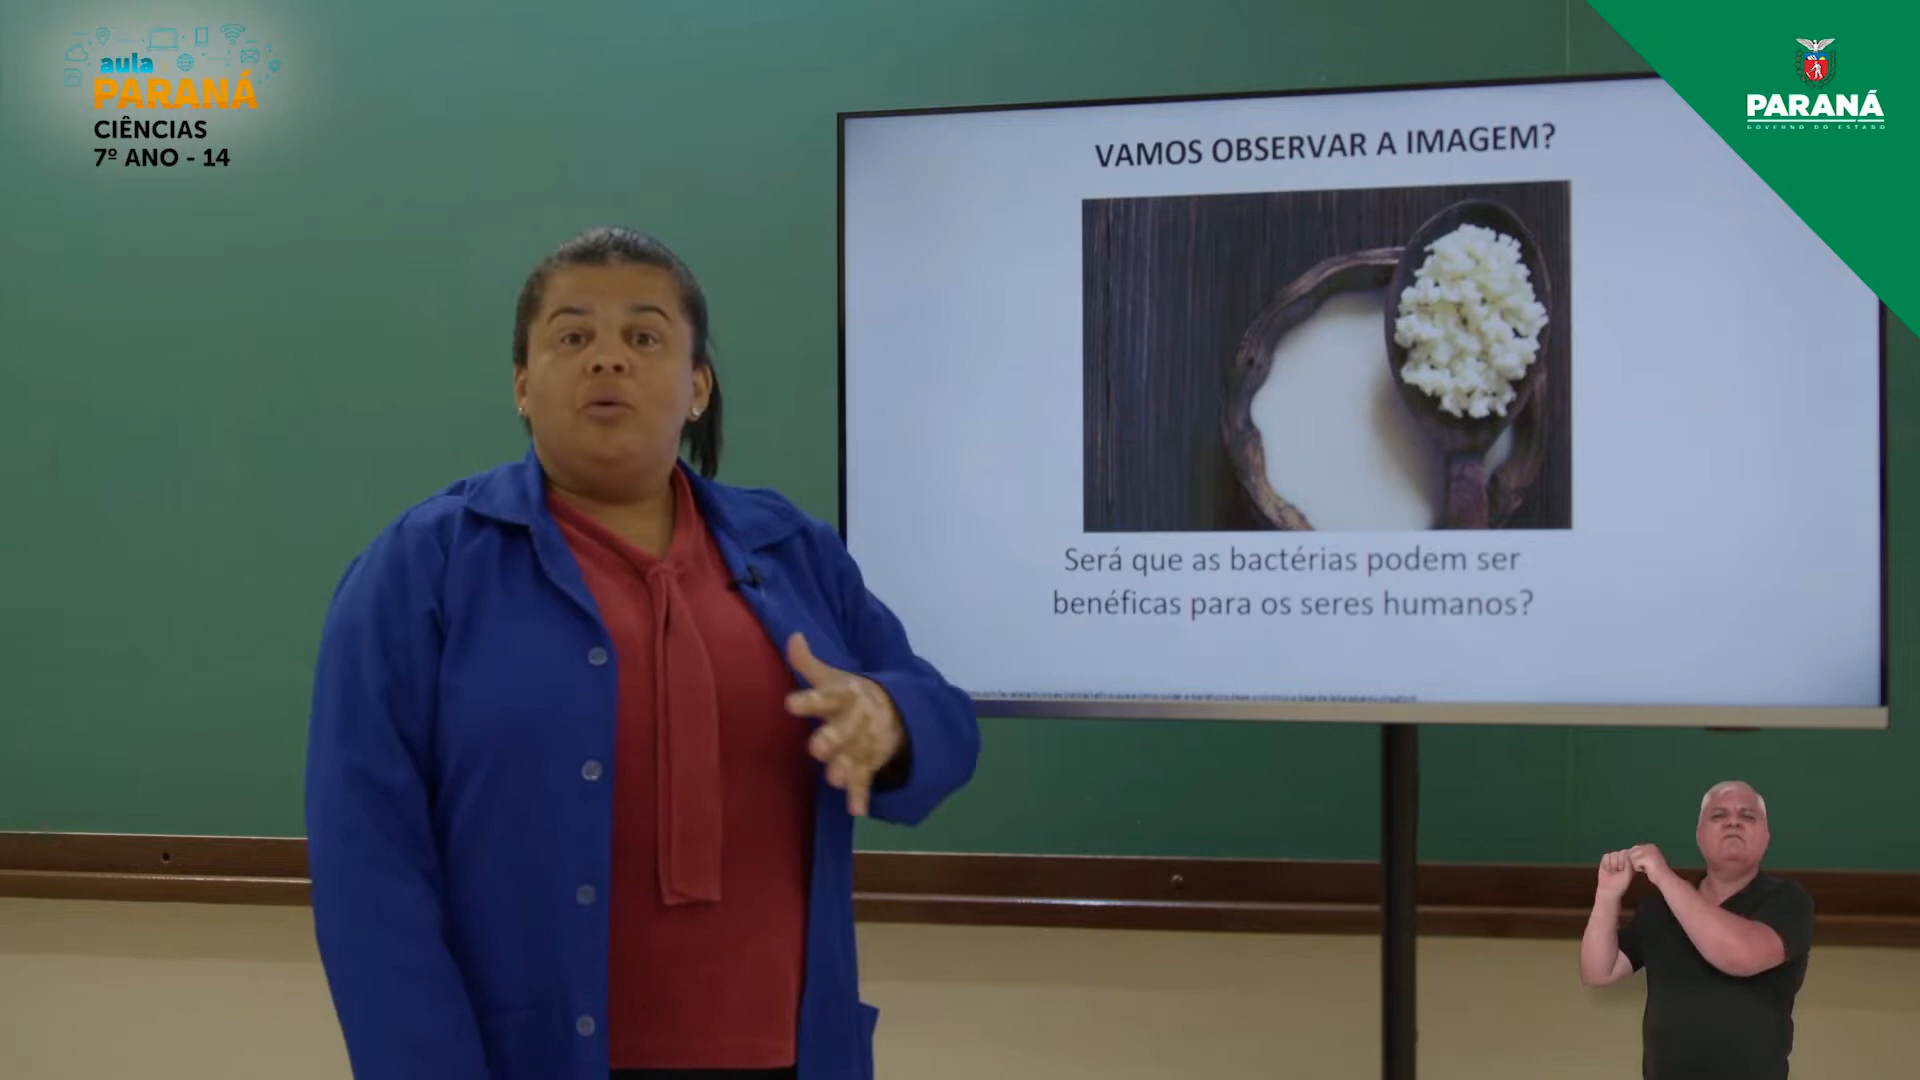 aula
PARANÁ
CIÊNCIAS
7º ANO - 14
PARANÁ
GOVERNO DO ESTADO
VAMOS OBSERVAR A IMAGEM?
Será que as bactérias podem ser
benéficas para os seres humanos?